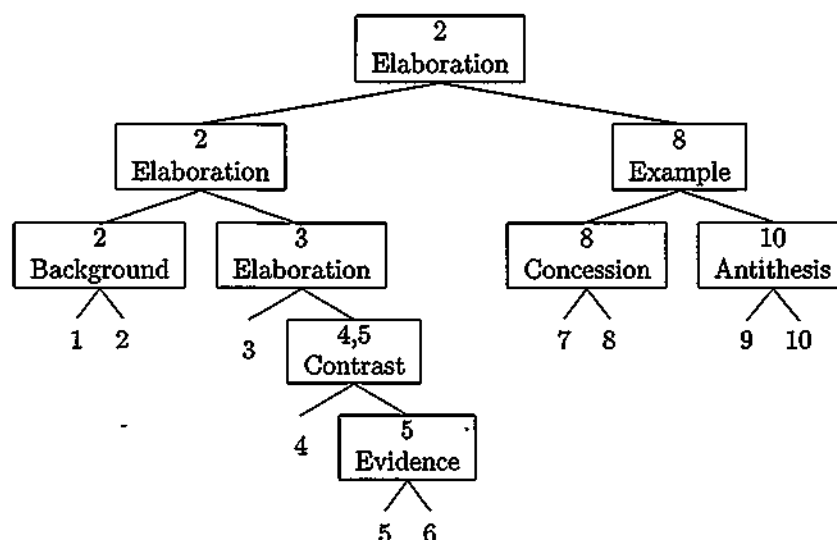 2
Elaboration
2
Elaboration
8
Example
2
Background
3
Elaboration
8
Concession
10
Antithesis
1 2
3
4,5
Contrast
7 8
9 10
4
5
Evidence
5 6